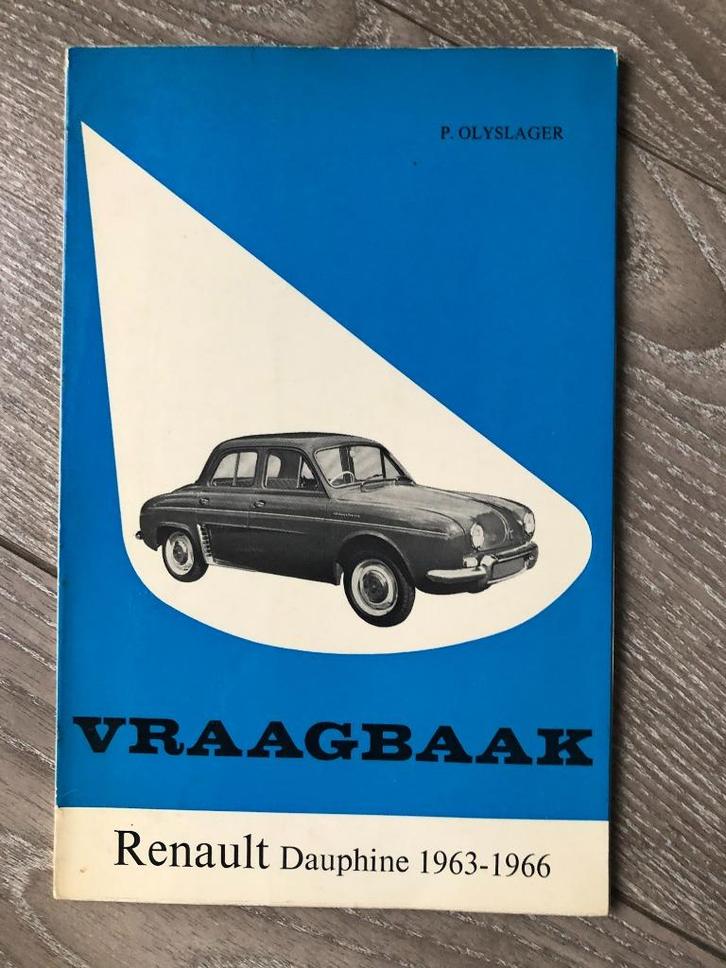 P. OLYSLAGER
VRAAGBAAK
Renault Dauphine 1963-1966